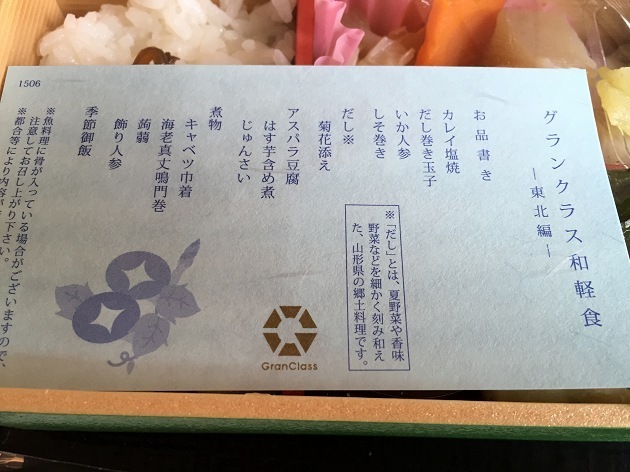 グランクラス和軽食
―東北編―
お品書き
カレイ塩焼
だし巻き玉子
いか人参
しそ巻き
だし※
菊花添え
アスパラ豆腐
はす芋含め煮
じゅんさい
煮物
キャベツ巾着
海老真丈鳴門巻
蒟蒻
飾り人参
季節御飯
※魚料理に骨が入っている場合がございますので、
注意してお召し上がり下さい。
※都合等により内容が
※「だし」とは、夏野菜や香味
野菜などを細かく刻み和え
た、山形県の郷土料理です。
GranClass
1506